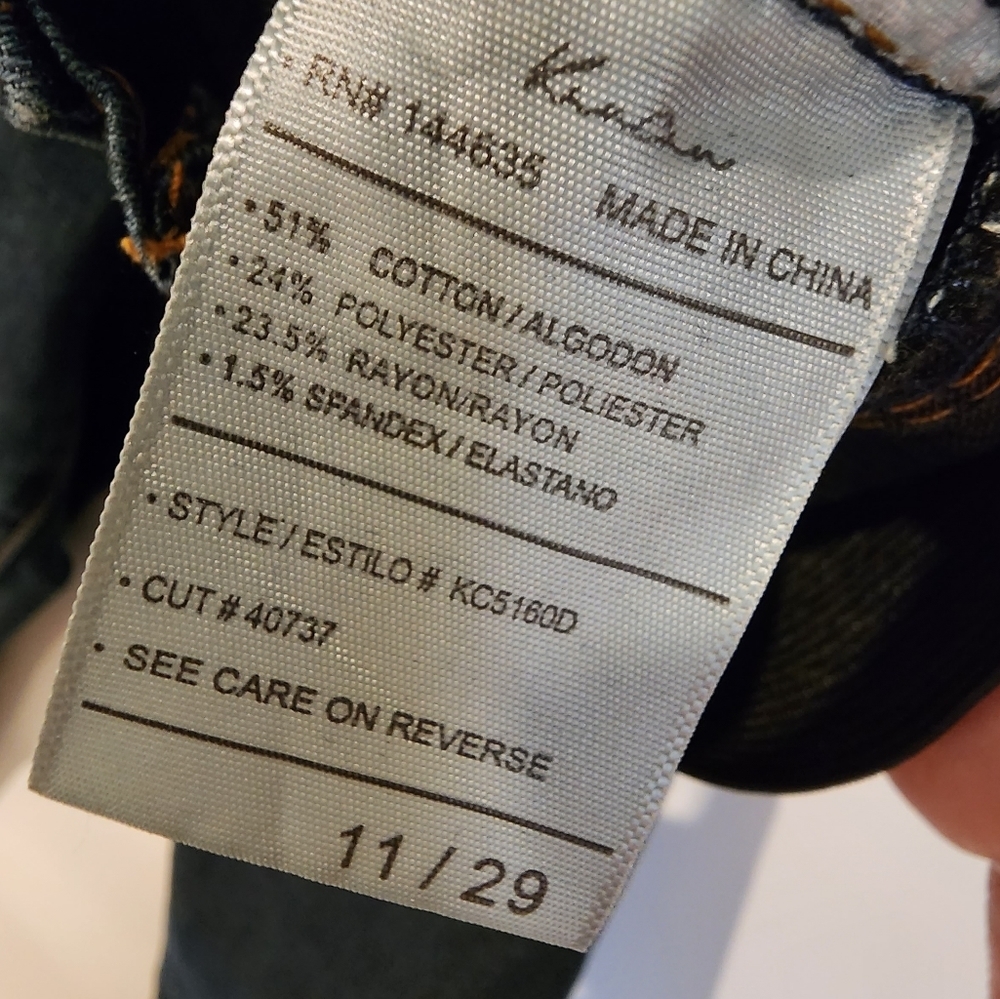 KanCan
• RN# 144635 MADE IN CHINA
• 51% COTTON / ALGODON
• 24% POLYESTER / POLIESTER
• 23.5% RAYON/RAYON
• 1.5% SPANDEX / ELASTANO
• STYLE / ESTILO # KC5160D
• CUT # 40737
• SEE CARE ON REVERSE
11 / 29